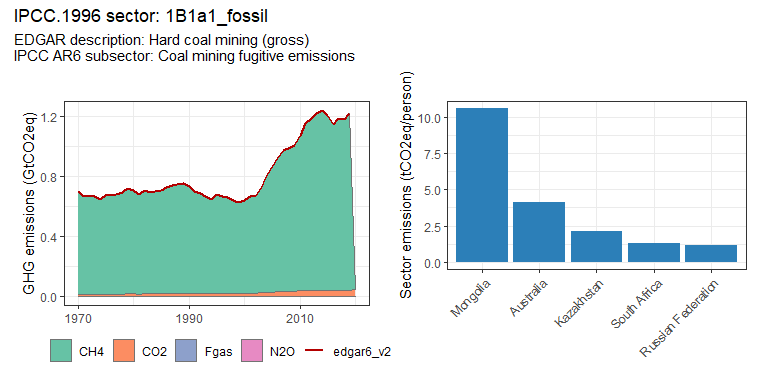 IPCC.1996 sector: 1B1a1_fossil
EDGAR description: Hard coal mining (gross)
IPCC AR6 subsector: Coal mining fugitive emissions
GHG emissions (GtCO2eq)
1.2
0.8
0.4
0.0
1970
1990
2010
CH4
CO2
Fgas
N2O
edgar6_v2
Sector emissions (tCO2eq/person)
10.0
7.5
5.0
2.5
0.0
Mongolia
Australia
Kazakhstan
South Africa
Russian Federation